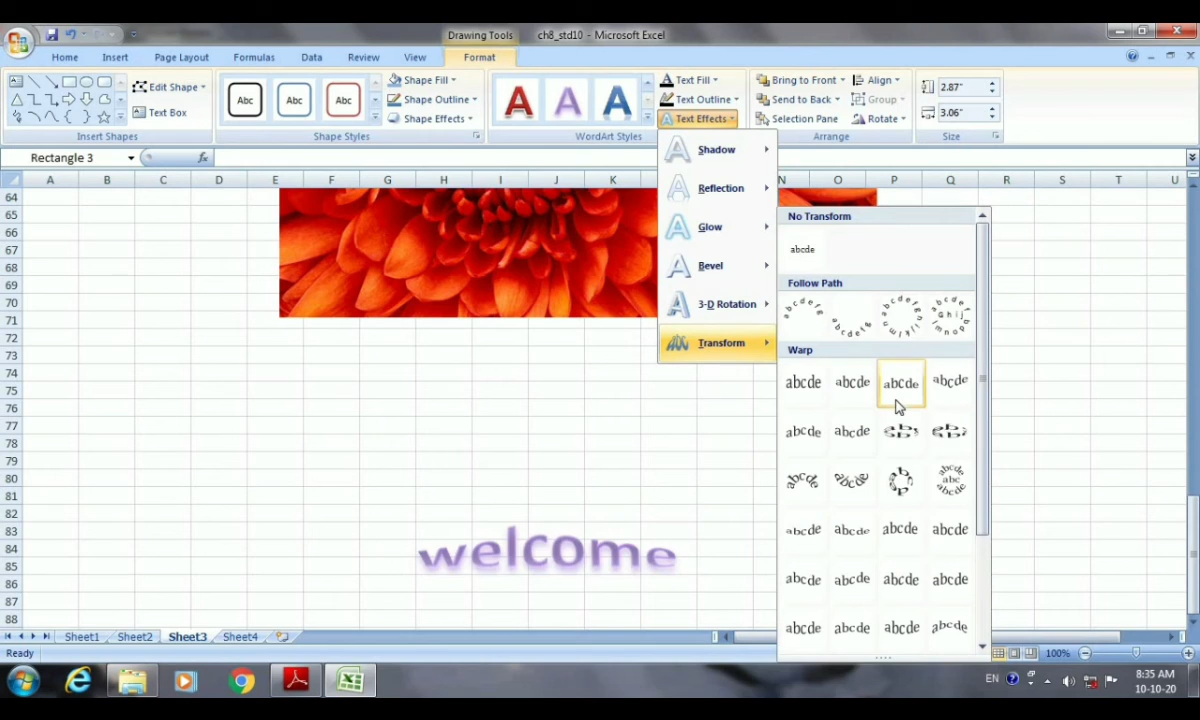 Drawing Tools
ch8_std10 - Microsoft Excel
Home Insert Page Layout Formulas Data Review View Format
Edit Shape
Text Box
Insert Shapes
Abc Abc Abc
Shape Fill
Shape Outline
Shape Effects
Shape Styles
A A A
Text Fill
Text Outline
Text Effects
WordArt Styles
Bring to Front
Send to Back
Selection Pane
Align
Group
Rotate
Arrange
2.87"
3.06"
Size
Rectangle 3
fx
A B C D E F G H I J K N O P Q R S T U
64
65
66
67
68
69
70
71
72
73
74
75
76
77
78
79
80
81
82
83
84
85
86
87
88
Shadow
Reflection
Glow
Bevel
3-D Rotation
Transform
No Transform
abcde
Follow Path
Warp
abcde abcde abcde abcde
abcde abcde
abcde abcde
abcde abcde abcde abcde
abcde abcde abcde abcde
abcde abcde abcde abcde
welcome
Sheet1 Sheet2 Sheet3 Sheet4
Ready
100%
EN
8:35 AM
10-10-20